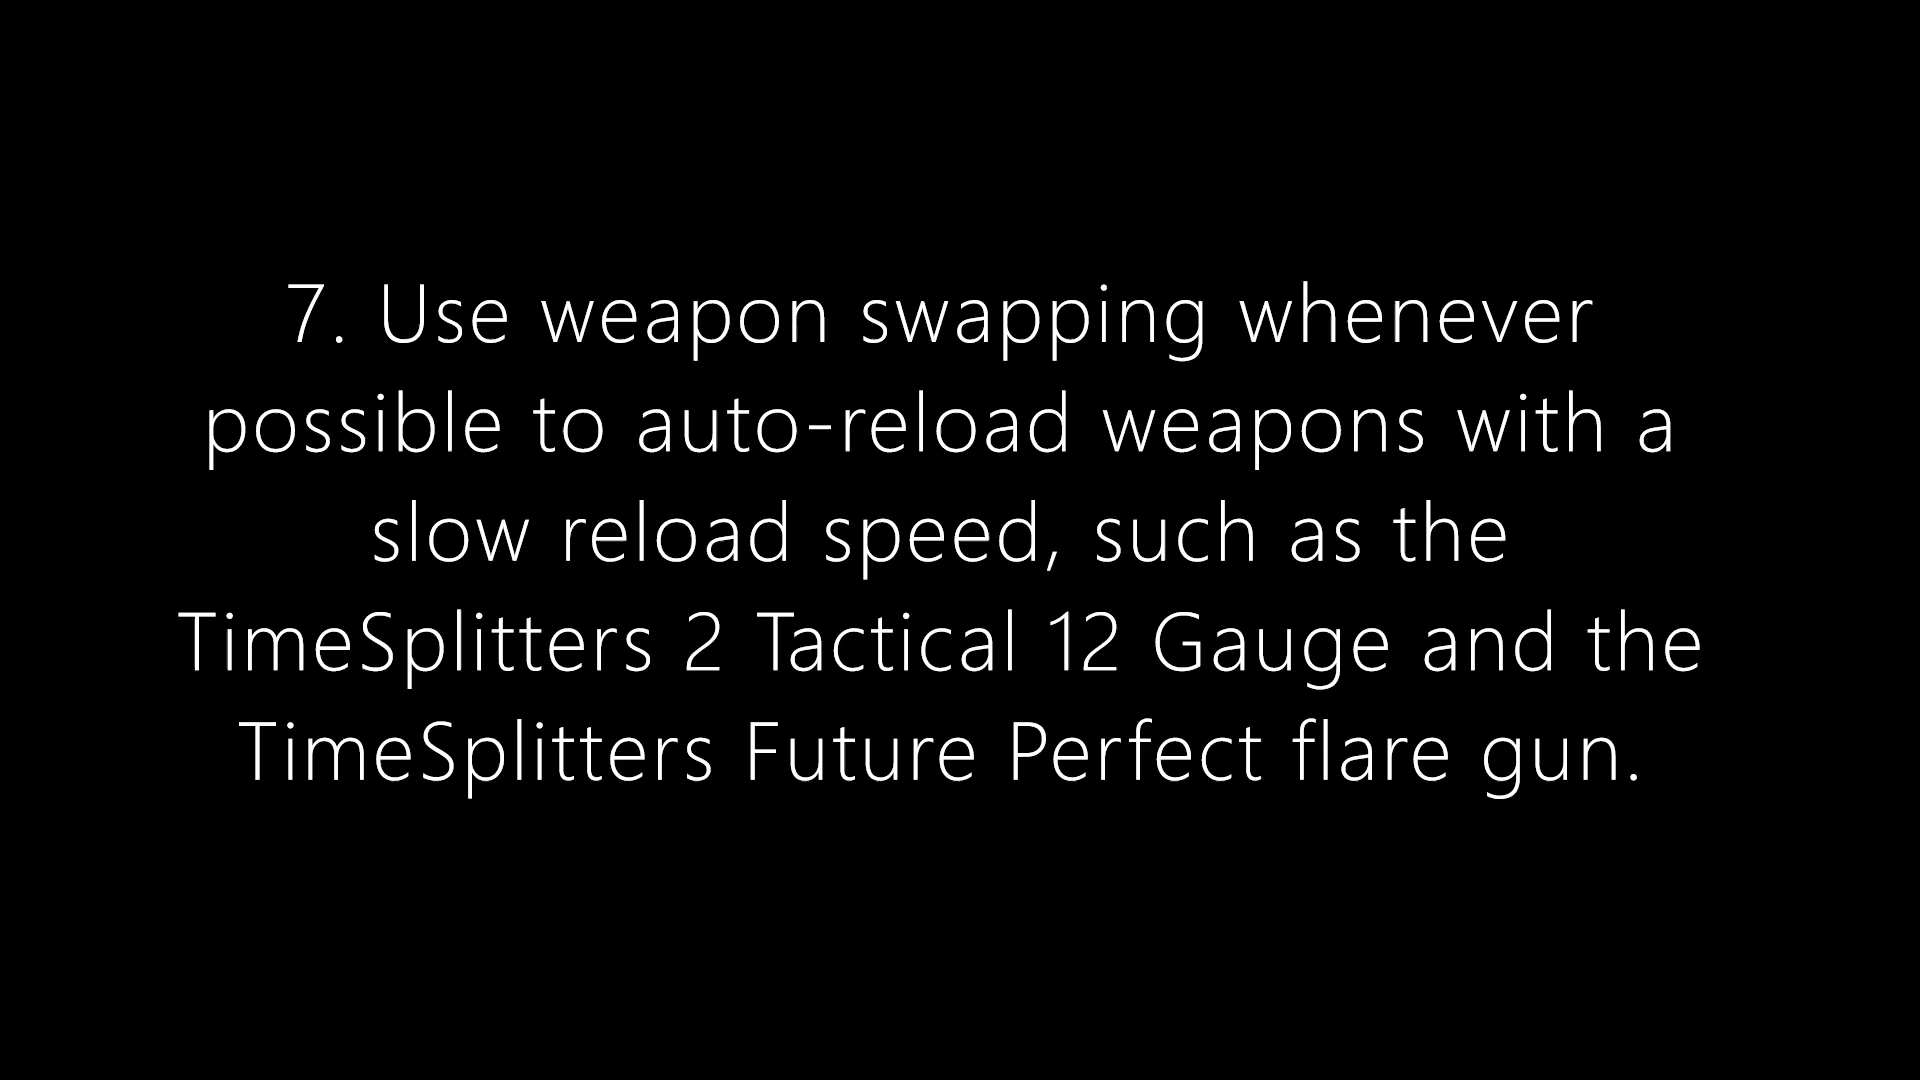 7. Use weapon swapping whenever
possible to auto-reload weapons with a
slow reload speed, such as the
TimeSplitters 2 Tactical 12 Gauge and the
TimeSplitters Future Perfect flare gun.